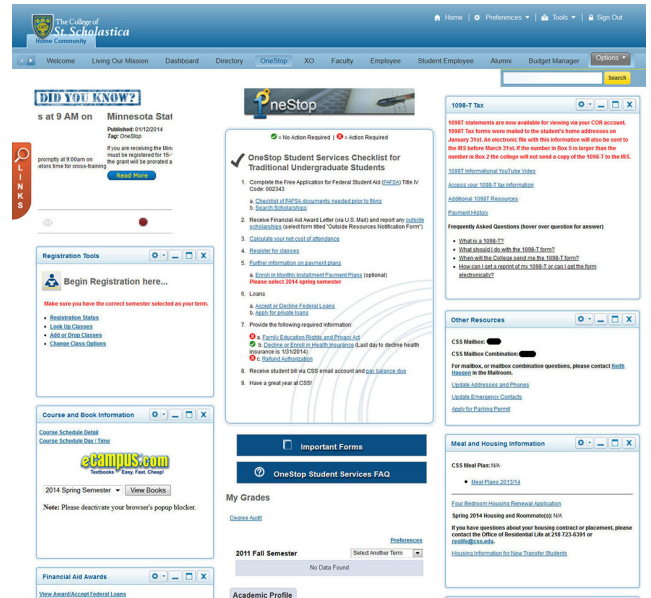 The College of
St. Scholastica
Home | Preferences | Tools | Sign Out
Home Community
Welcome Living Our Mission Dashboard Directory OneStop XO Faculty Employee Student Employee Alumni Budget Manager Options
Search
DID YOU KNOW?
s at 9 AM on
promptly at 9:00am on
elors time for cross-trainin
Minnesota Stat
Published: 01/12/2014
Tag: OneStop
If you are receiving the Minn
must be registered for 15-
the grant will be prorated a
Read More
LINKS
Registration Tools
Begin Registration here...
Make sure you have the correct semester selected as your term.
Registration Status
Look Up Classes
Add or Drop Classes
Change Class Options
Course and Book Information
Course Schedule Detail
Course Schedule Day / Time
eCampus.com
Textbooks Easy. Fast. Cheap!
2014 Spring Semester View Books
Note: Please deactivate your browser's popup blocker.
Financial Aid Awards
View Award/Accept Federal Loans
OneStop
= No Action Required | = Action Required
OneStop Student Services Checklist for
Traditional Undergraduate Students
1. Complete the Free Application for Federal Student Aid (FAFSA) Title IV
Code: 002343
a. Checklist of FAFSA documents needed prior to filing
b. Search Scholarships
2. Receive Financial Aid Award Letter (via U.S. Mail) and report any outside
scholarships (select form titled "Outside Resources Notification Form")
3. Calculate your net cost of attendance
4. Register for classes
5. Further information on payment plans
a. Enroll in Monthly Installment Payment Plans (optional)
Please select 2014 spring semester
6. Loans
a. Accept or Decline Federal Loans
b. Apply for private loans
7. Provide the following required information:
a. Family Education Rights and Privacy Act
b. Decline or Enroll in Health Insurance (Last day to decline health
insurance is 1/31/2014)
c. Refund Authorization
8. Receive student bill via CSS email account and pay balance due
9. Have a great year at CSS!
Important Forms
OneStop Student Services FAQ
My Grades
Degree Audit
Preferences
2011 Fall Semester Select Another Term
No Data Found
Academic Profile
1098-T Tax
1098T statements are now available for viewing via your COR account.
1098T Tax forms were mailed to the student's home addresses on
January 31st. An electronic file with this information will also be sent to
the IRS before March 31st. If the number in Box 5 is larger than the
number in Box 2 the college will not send a copy of the 1098-T to the IRS.
1098T Informational YouTube Video
Access your 1098-T tax information
Additional 1098T Resources
Payment History
Frequently Asked Questions (hover over question for answer)
What is a 1098-T?
What should I do with the 1098-T form?
When will the College send me the 1098-T form?
How can I get a reprint of my 1098-T or can I get the form
electronically?
Other Resources
CSS Mailbox:
CSS Mailbox Combination:
For mailbox, or mailbox combination questions, please contact Keith
Haugen in the Mailroom.
Update Addresses and Phones
Update Emergency Contacts
Apply for Parking Permit
Meal and Housing Information
CSS Meal Plan: N/A
Meal Plans 2013/14
Four Bedroom Housing Renewal Application
Spring 2014 Housing and Roommate(s): N/A
If you have questions about your housing contract or placement, please
contact the Office of Residential Life at 218 723-6391 or
reslife@css.edu.
Housing Information for New Transfer Students